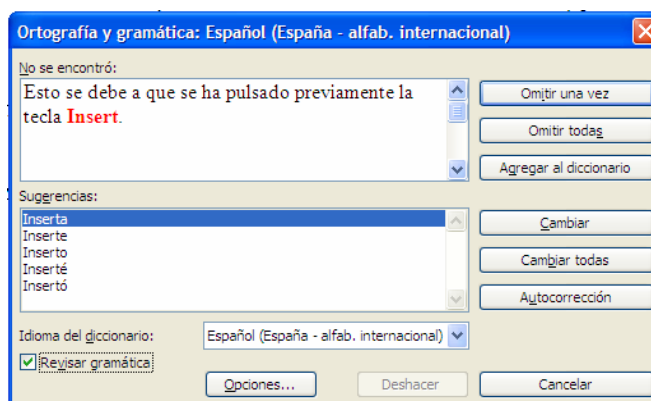 Ortografía y gramática: Español (España - alfab. internacional)
No se encontró:
Esto se debe a que se ha pulsado previamente la
tecla Insert.
Omitir una vez
Omitir todas
Agregar al diccionario
Sugerencias:
Inserta
Inserte
Inserto
Inserté
Insertó
Cambiar
Cambiar todas
Autocorrección
Idioma del diccionario:
Español (España - alfab. internacional)
Revisar gramática
Opciones...
Deshacer
Cancelar